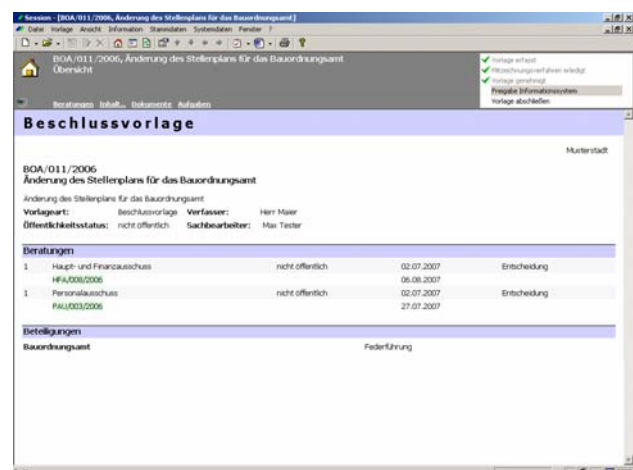 Session - [BOA/011/2006, Änderung des Stellenplans für das Bauordnungsamt]
Datei Vorlage Ansicht Information Stammdaten Systemdaten Fenster ?
BOA/011/2006, Änderung des Stellenplans für das Bauordnungsamt
Übersicht
Beratungen Inhalt... Dokumente Aufgaben
Vorlage erfasst
Mitzeichnungsverfahren erledigt
Vorlage genehmigt
Freigabe Informationssystem
Vorlage abschließen
Beschlussvorlage
Musterstadt
BOA/011/2006
Änderung des Stellenplans für das Bauordnungsamt
Änderung des Stellenplans für das Bauordnungsamt
Vorlageart: Beschlussvorlage Verfasser: Herr Maier
Öffentlichkeitsstatus: nicht öffentlich Sachbearbeiter: Max Tester
Beratungen
1 Haupt- und Finanzausschuss nicht öffentlich 02.07.2007 Entscheidung
HFA/008/2006 06.08.2007
1 Personalausschuss nicht öffentlich 02.07.2007 Entscheidung
PAU/003/2006 27.07.2007
Beteiligungen
Bauordnungsamt Federführung